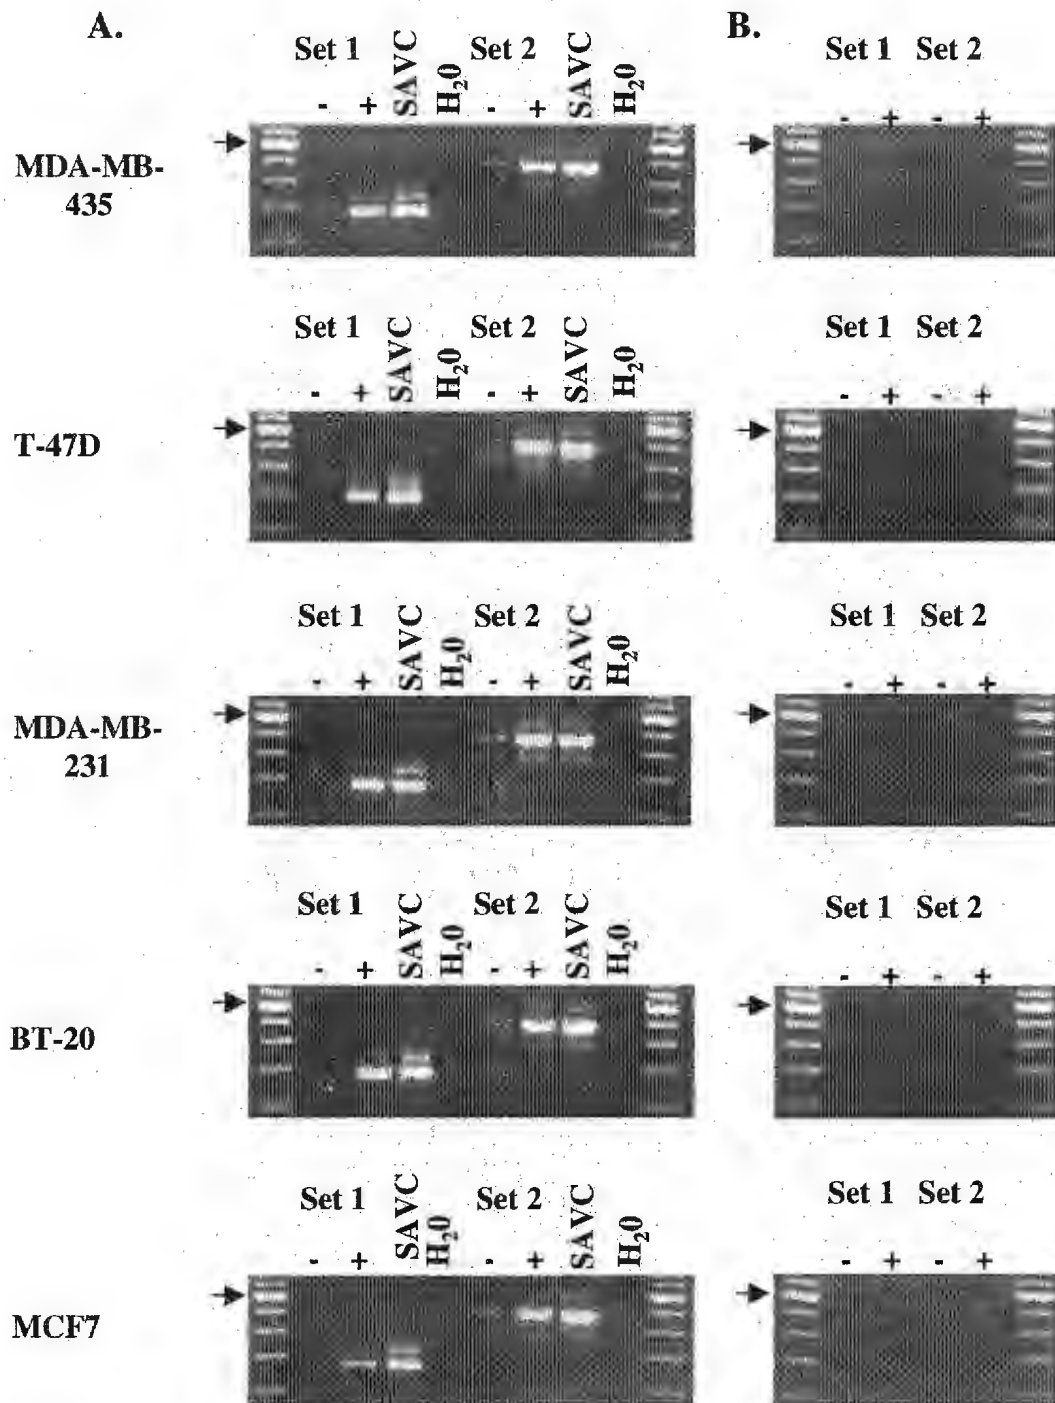 A. B.
Set 1 Set 2 Set 1 Set 2
- + SAVC H₂0 - + SAVC H₂0 - + - +
MDA-MB-
435
Set 1 Set 2 Set 1 Set 2
- + SAVC H₂0 - + SAVC H₂0 - + - +
T-47D
Set 1 Set 2 Set 1 Set 2
- + SAVC H₂0 - + SAVC H₂0 - + - +
MDA-MB-
231
Set 1 Set 2 Set 1 Set 2
- + SAVC H₂0 - + SAVC H₂0 - + - +
BT-20
Set 1 Set 2 Set 1 Set 2
- + SAVC H₂0 - + SAVC H₂0 - + - +
MCF7